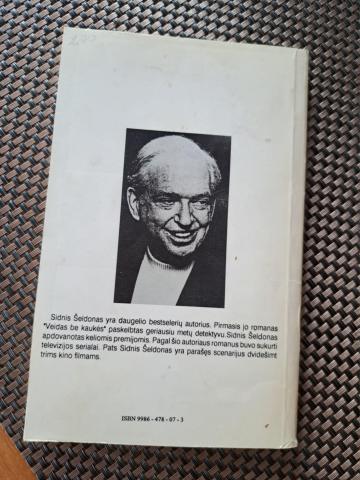 Sidnis Šeldonas yra daugelio bestselerių autorius. Pirmasis jo romanas
"Veidas be kaukės" paskelbtas geriausiu metų detektyvu. Sidnis Šeldonas
apdovanotas keliomis premijomis. Pagal šio autoriaus romanus buvo sukurti
televizijos serialai. Pats Sidnis Šeldonas yra parašęs scenarijus dvidešimt
trims kino filmams.
ISBN 9986 - 478 - 07 - 3